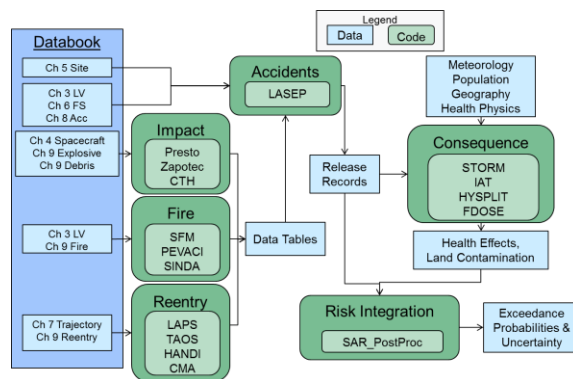 Legend
Data
Code
Databook
Ch 5 Site
Ch 3 LV
Ch 6 FS
Ch 8 Acc
Ch 4 Spacecraft
Ch 9 Explosive
Ch 9 Debris
Ch 3 LV
Ch 9 Fire
Ch 7 Trajectory
Ch 9 Reentry
Accidents
LASEP
Impact
Presto
Zapotec
CTH
Fire
SFM
PEVACI
SINDA
Reentry
LAPS
TAOS
HANDI
CMA
Data Tables
Release
Records
Meteorology
Population
Geography
Health Physics
Consequence
STORM
IAT
HYSPLIT
FDOSE
Health Effects,
Land Contamination
Risk Integration
SAR_PostProc
Exceedance
Probabilities &
Uncertainty